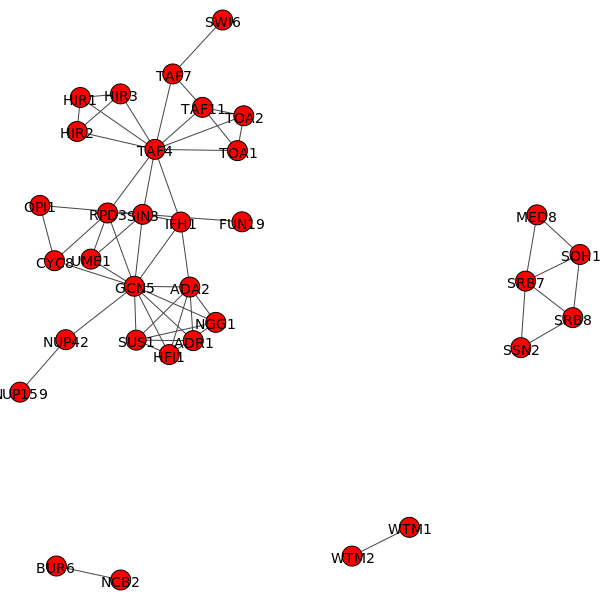 SWI6
TAF7
HIR1
HIR3
TAF11
TOA2
HIR2
TAF4
TOA1
OPI1
RPD3
SIN3
IFH1
FUN19
MED8
CYC8
UME1
SOH1
GCN5
ADA2
SRB7
NGG1
SRB8
NUP42
SUS1
ADR1
HFI1
SSN2
NUP159
WTM1
WTM2
BUR6
NCB2